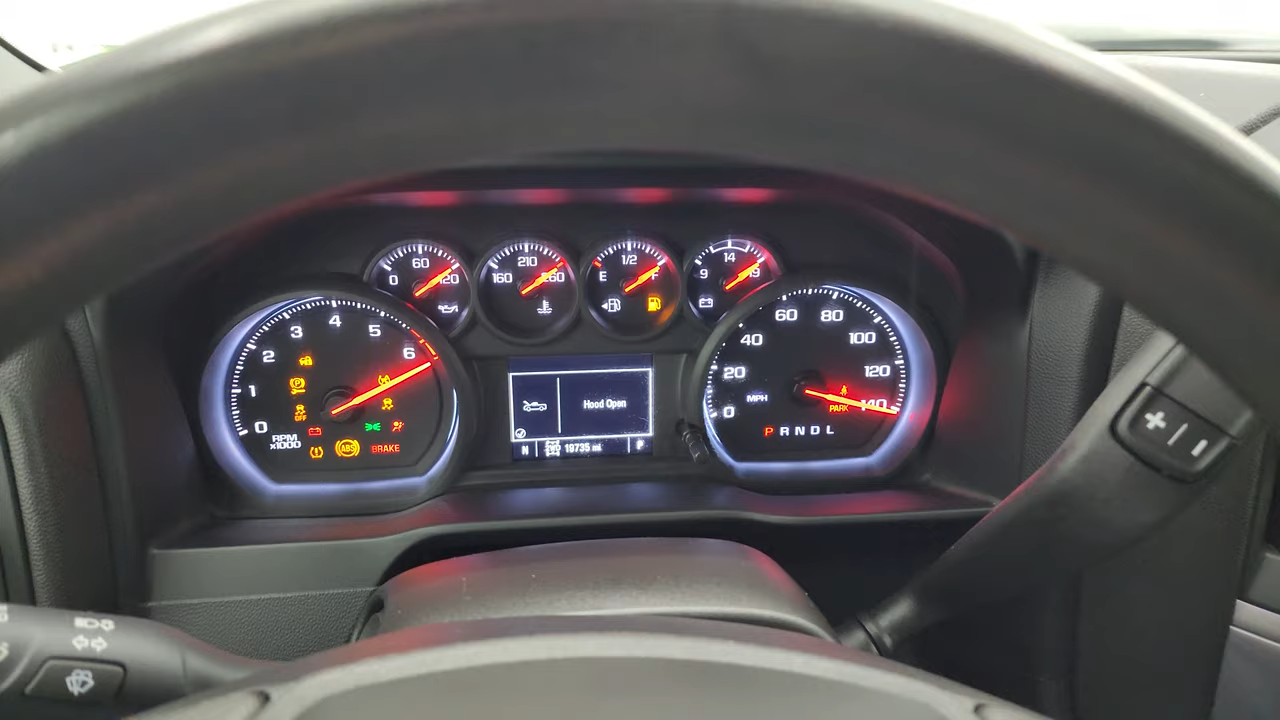 0 60 120
160 210 260
E 1/2 F
9 14 19
0 1 2 3 4 5 6
RPM
x1000
OFF
ABS
BRAKE
Hood Open
N
19735 mi
P
0 20 40 60 80 100 120 140
MPH
PARK
P R N D L
+ / -